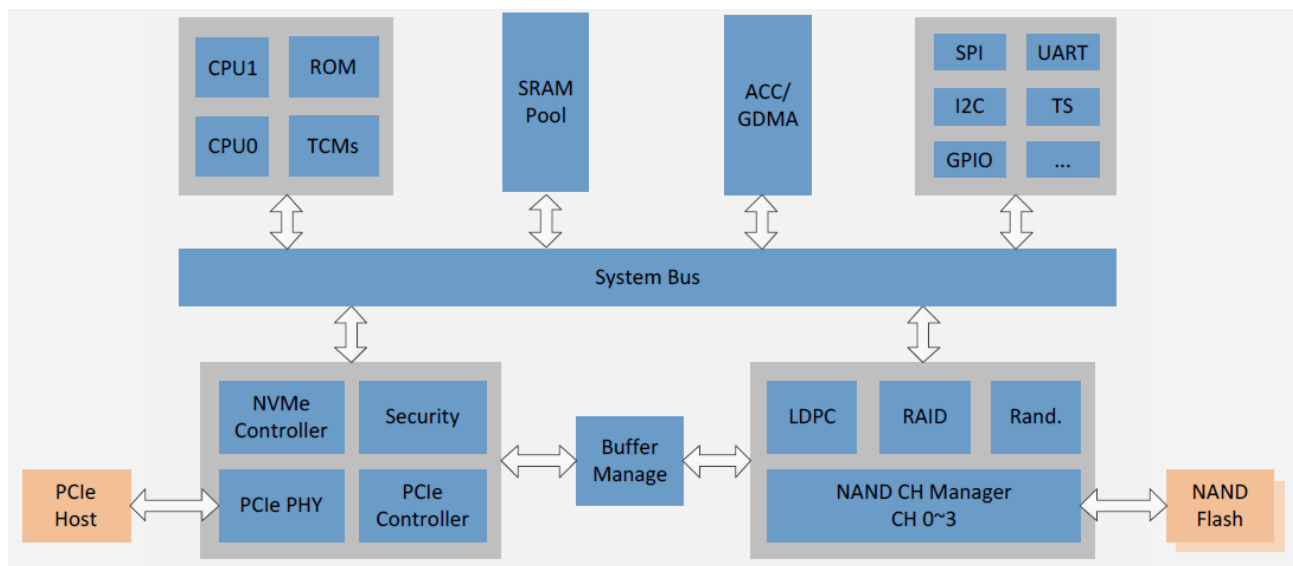 CPU1
ROM
CPU0
TCMs
SRAM
Pool
ACC/
GDMA
SPI
UART
I2C
TS
GPIO
...
System Bus
NVMe
Controller
Security
PCIe PHY
PCIe
Controller
Buffer
Manage
LDPC
RAID
Rand.
NAND CH Manager
CH 0~3
PCIe
Host
NAND
Flash